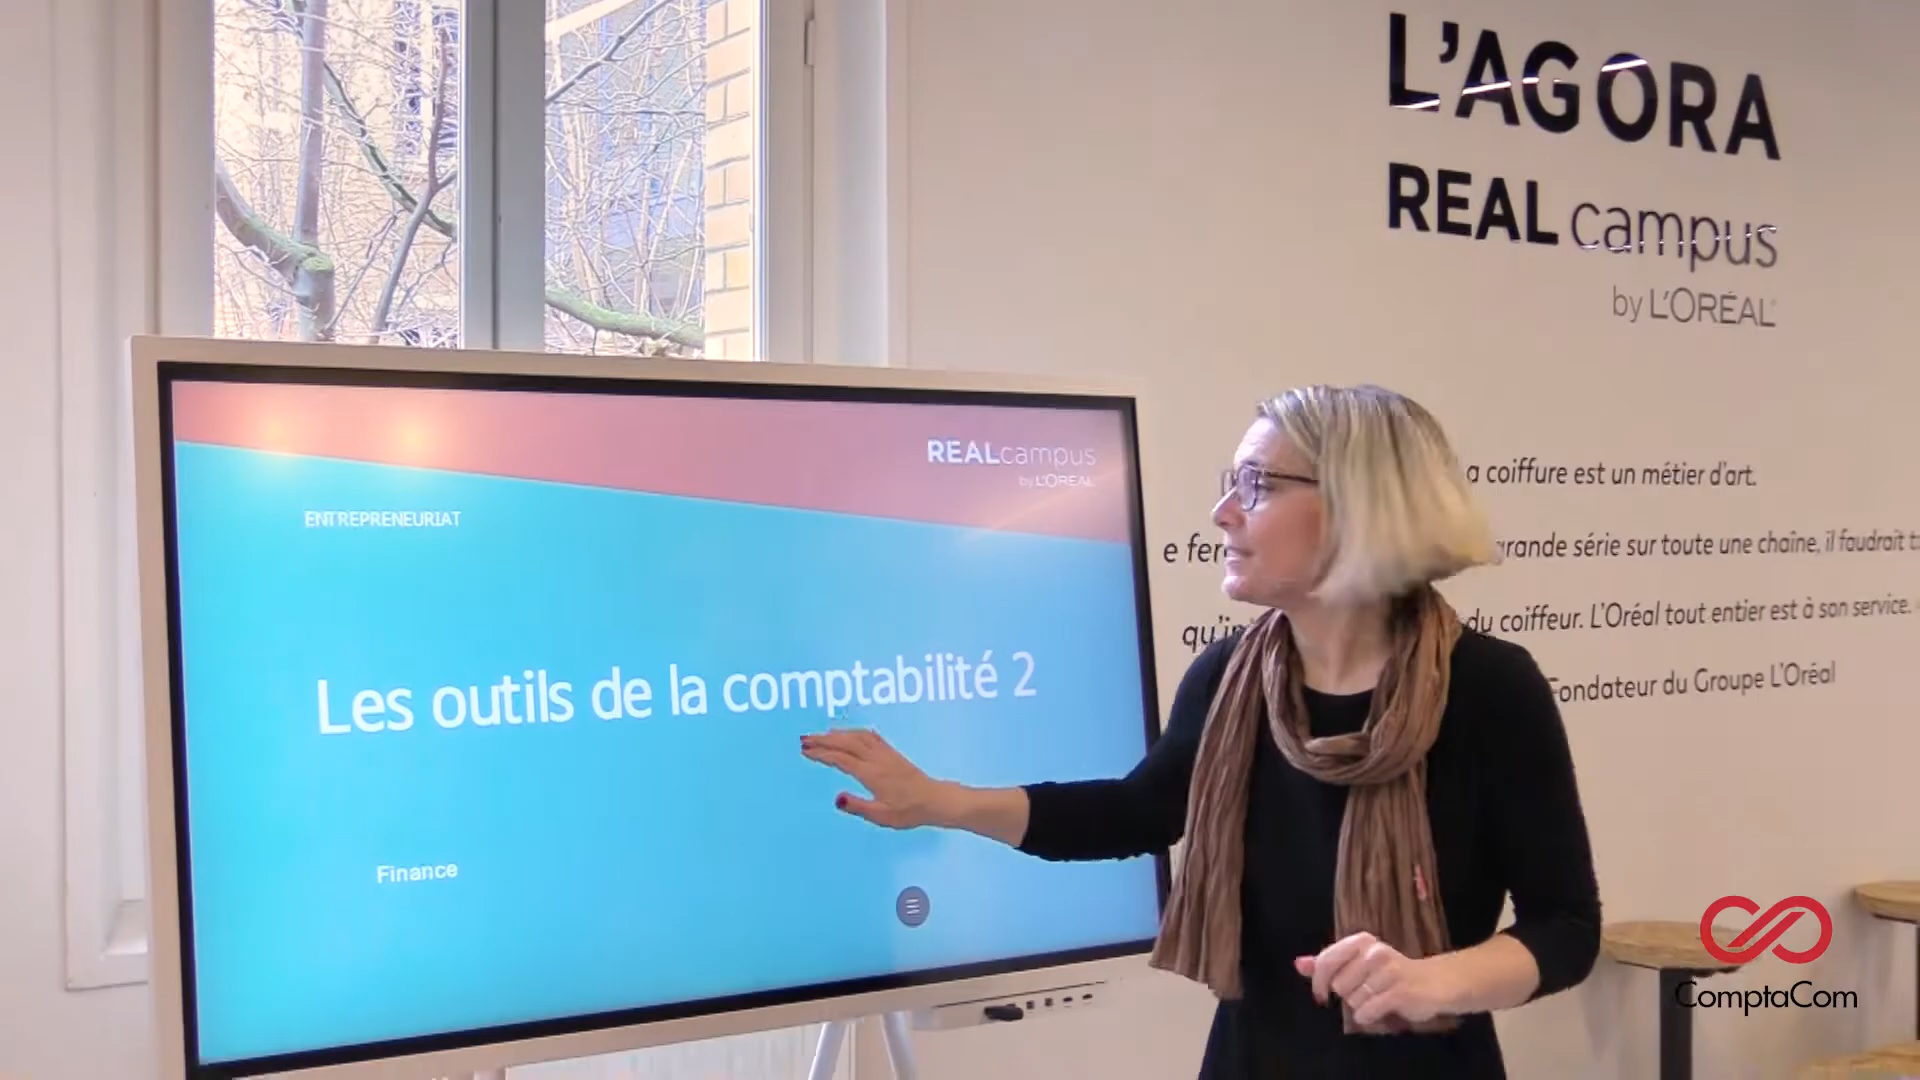 L'AGORA
REAL campus
by L'ORÉAL
REALcampus
by L'ORÉAL
ENTREPRENEURIAT
Les outils de la comptabilité 2
Finance
a coiffure est un métier d'art.
e fer grande série sur toute une chaîne, il faudrait
qu'i du coiffeur. L'Oréal tout entier est à son service.
Fondateur du Groupe L'Oréal
ComptaCom